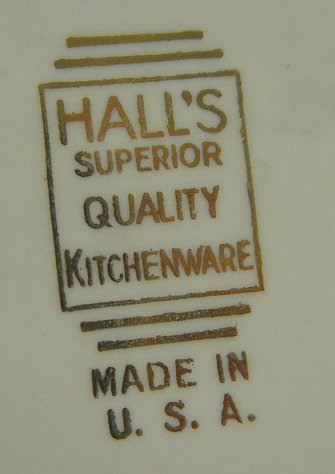 HALL'S
SUPERIOR
QUALITY
KITCHENWARE
MADE IN
U. S. A.